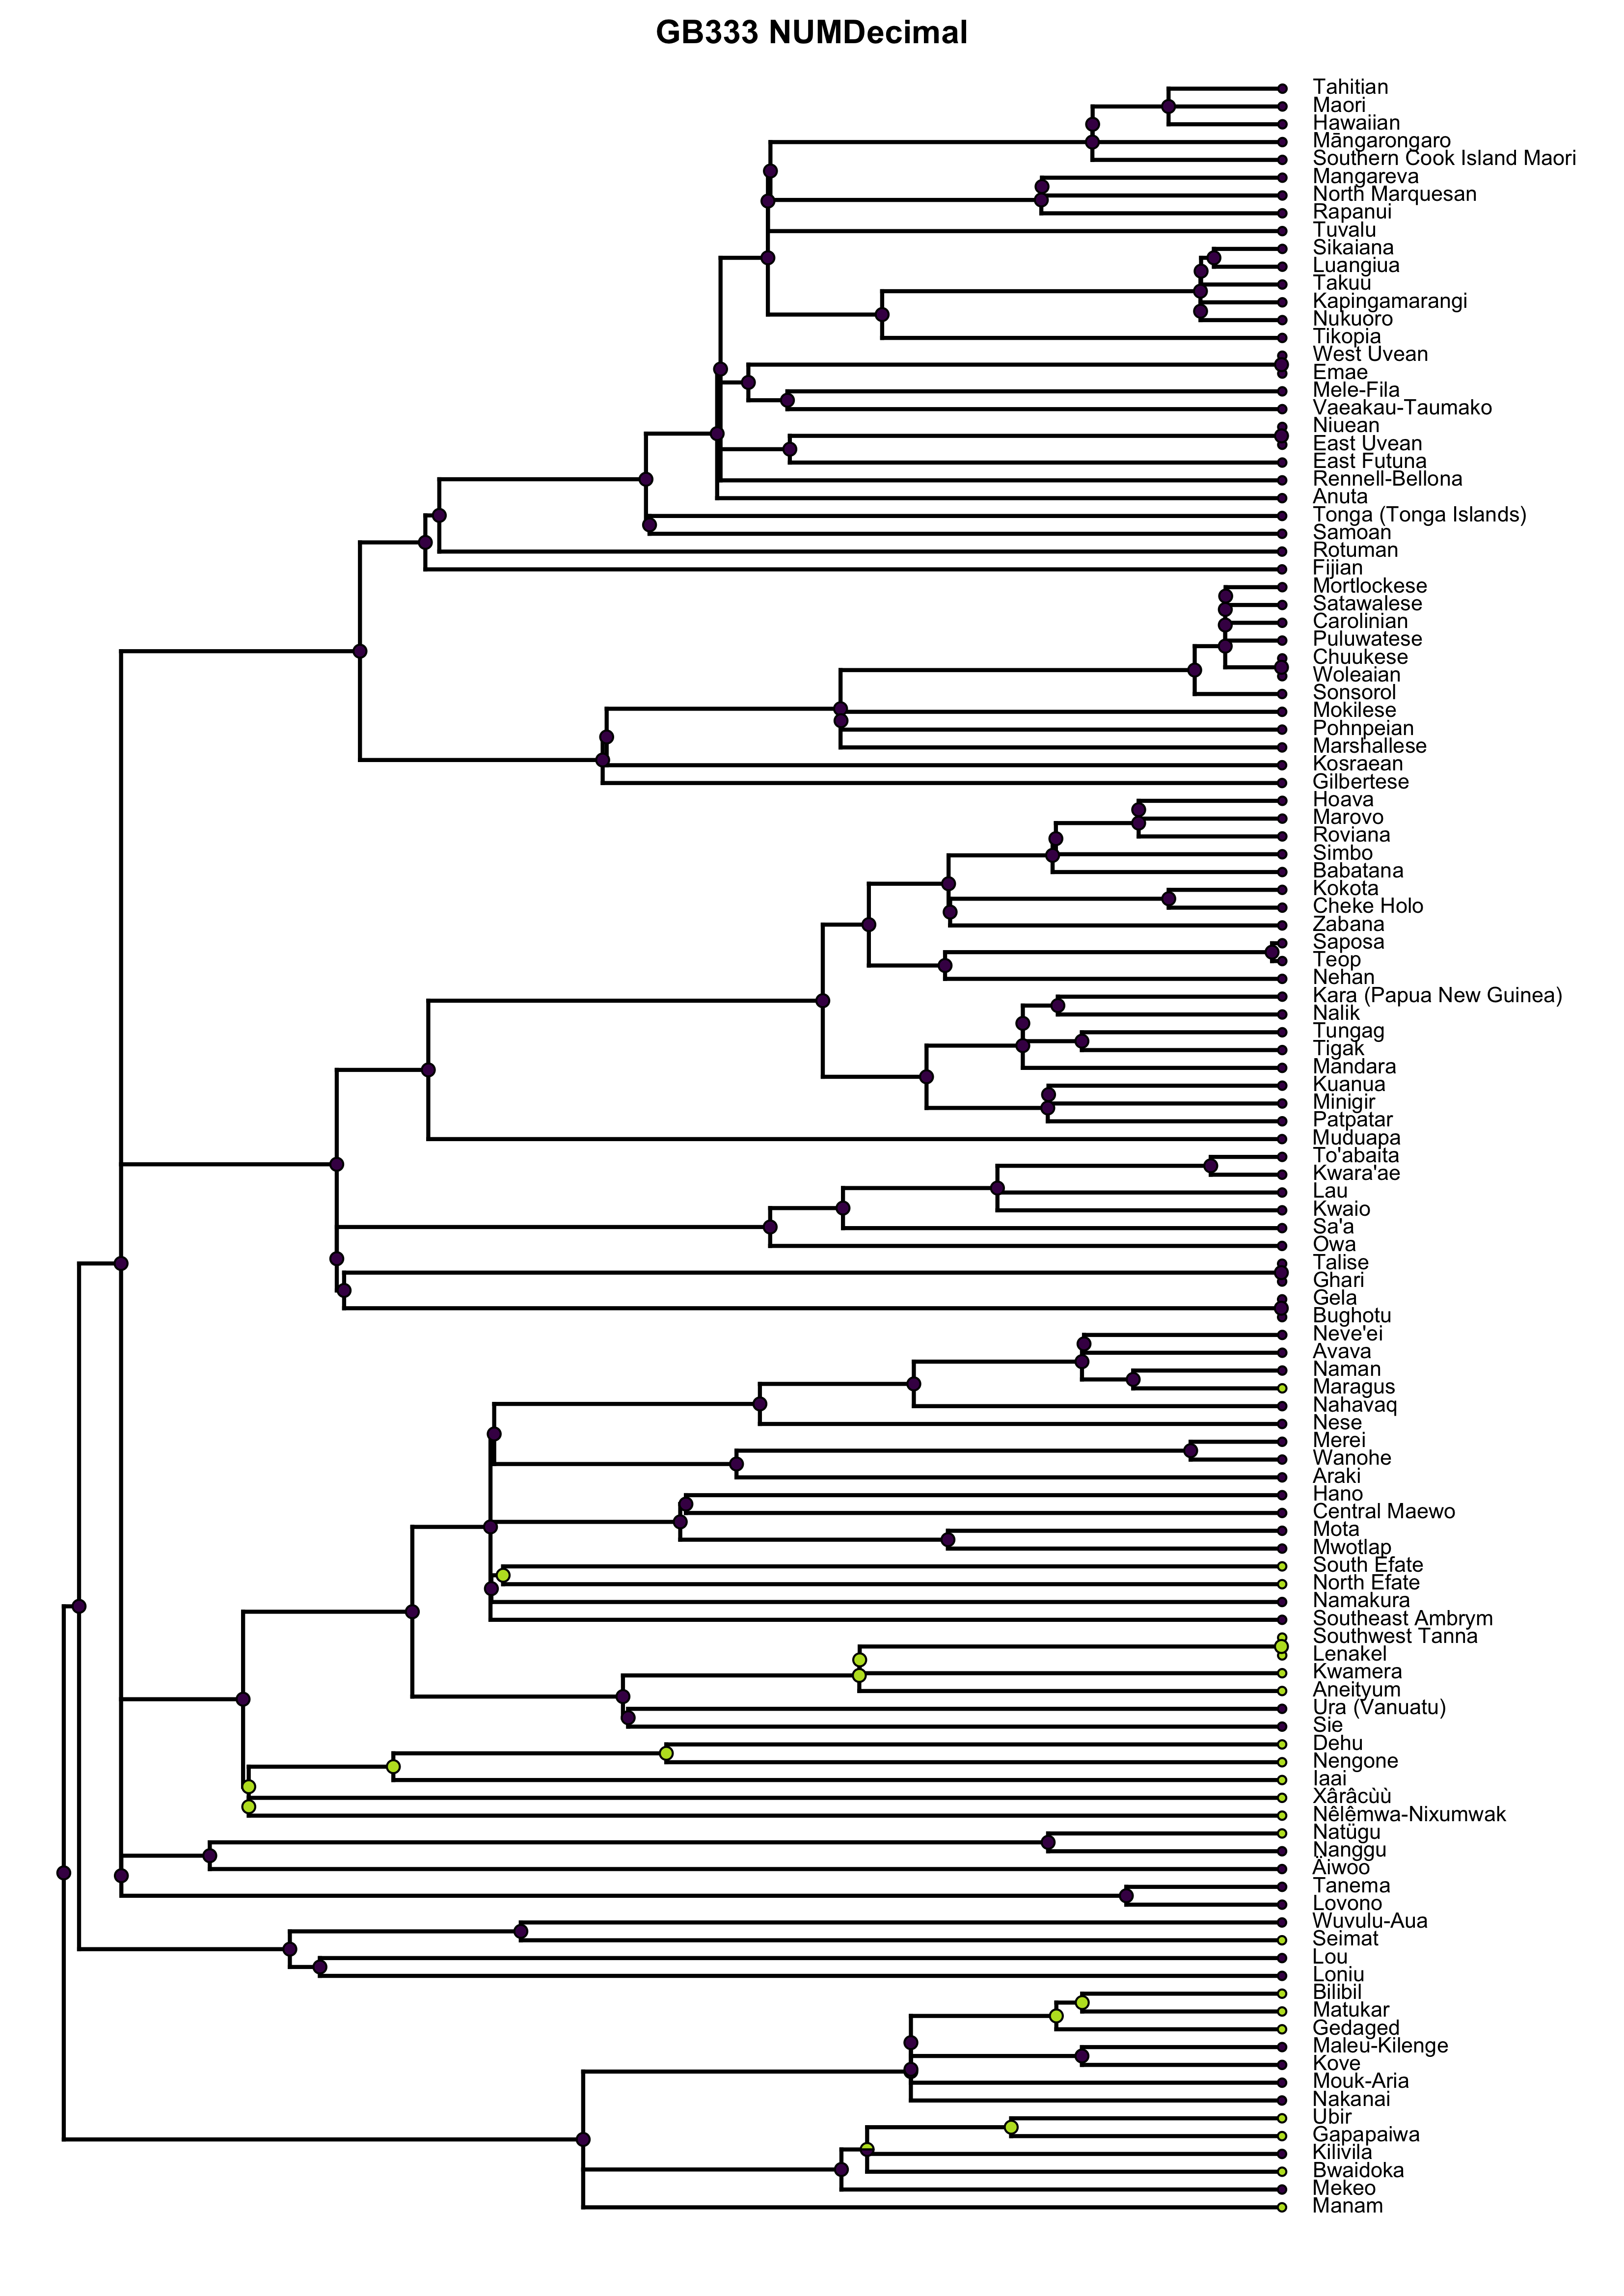 GB333 NUMDecimal
Tahitian
Maori
Hawaiian
Māngarongaro
Southern Cook Island Maori
Mangareva
North Marquesan
Rapanui
Tuvalu
Sikaiana
Luangiua
Takuu
Kapingamarangi
Nukuoro
Tikopia
West Uvean
Emae
Mele-Fila
Vaeakau-Taumako
Niuean
East Uvean
East Futuna
Rennell-Bellona
Anuta
Tonga (Tonga Islands)
Samoan
Rotuman
Fijian
Mortlockese
Satawalese
Carolinian
Puluwatese
Chuukese
Woleaian
Sonsorol
Mokilese
Pohnpeian
Marshallese
Kosraean
Gilbertese
Hoava
Marovo
Roviana
Simbo
Babatana
Kokota
Cheke Holo
Zabana
Saposa
Teop
Nehan
Kara (Papua New Guinea)
Nalik
Tungag
Tigak
Mandara
Kuanua
Minigir
Patpatar
Muduapa
To'abaita
Kwara'ae
Lau
Kwaio
Sa'a
Owa
Talise
Ghari
Gela
Bughotu
Neve'ei
Avava
Naman
Maragus
Nahavaq
Nese
Merei
Wanohe
Araki
Hano
Central Maewo
Mota
Mwotlap
South Efate
North Efate
Namakura
Southeast Ambrym
Southwest Tanna
Lenakel
Kwamera
Aneityum
Ura (Vanuatu)
Sie
Dehu
Nengone
Iaai
Xârâcùù
Nêlêmwa-Nixumwak
Natügu
Nanggu
Äiwoo
Tanema
Lovono
Wuvulu-Aua
Seimat
Lou
Loniu
Bilibil
Matukar
Gedaged
Maleu-Kilenge
Kove
Mouk-Aria
Nakanai
Ubir
Gapapaiwa
Kilivila
Bwaidoka
Mekeo
Manam